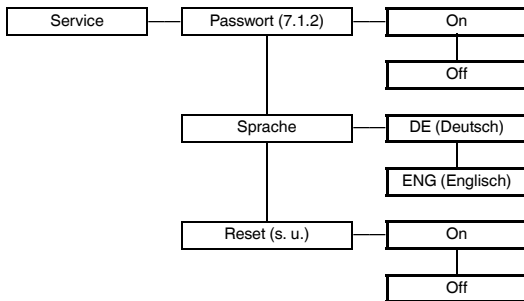 Service
Passwort (7.1.2)
On
Off
Sprache
DE (Deutsch)
ENG (Englisch)
Reset (s. u.)
On
Off